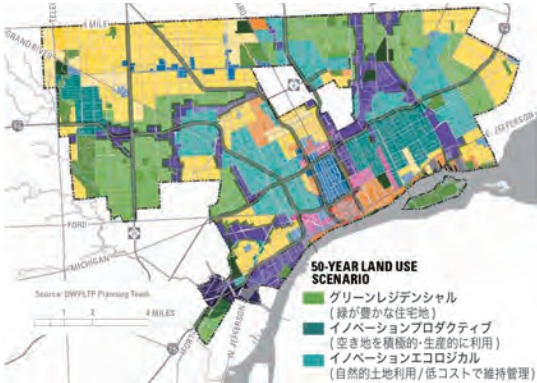 8 MILE
GRAND RIVER
E. JEFFERSON
FORD
MICHIGAN
W. JEFFERSON
Source: DWPLTP Planning Team
4 MILES
50-YEAR LAND USE
SCENARIO
グリーンレジデンシャル
(緑が豊かな住宅地)
イノベーションプロダクティブ
(空き地を積極的・生産的に利用)
イノベーションエコロジカル
(自然的土地利用/低コストで維持管理)